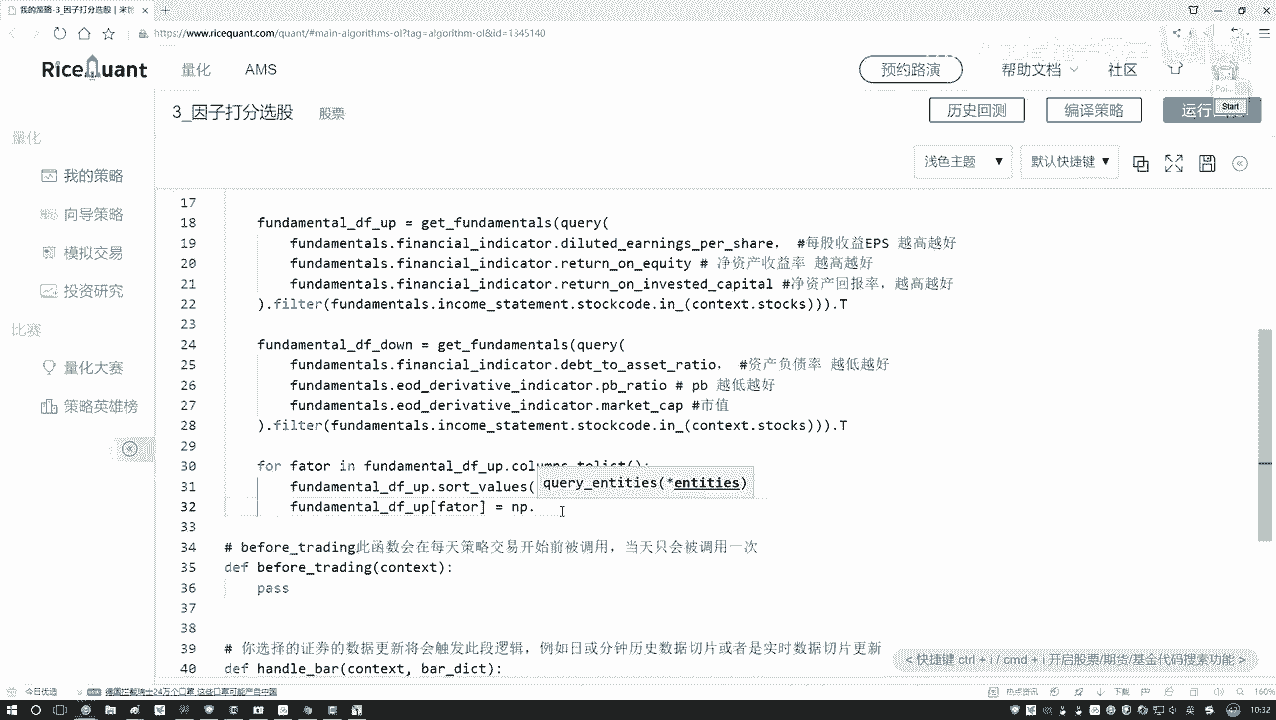 我的策略-3_因子打分选股
https://www.ricequant.com/quant/#main-algorithms-ol?tag=algorithm-ol&id=1345140
RiceQuant 量化 AMS 预约路演 帮助文档 社区
3_因子打分选股 股票 历史回测 编译策略 运行 Start
浅色主题 ▼ 默认快捷键 ▼
量化
我的策略
向导策略
模拟交易
投资研究
比赛
量化大赛
策略英雄榜
17
18 fundamental_df_up = get_fundamentals(query(
19 fundamentals.financial_indicator.diluted_earnings_per_share, #每股收益EPS 越高越好
20 fundamentals.financial_indicator.return_on_equity # 净资产收益率 越高越好
21 fundamentals.financial_indicator.return_on_invested_capital #净资产回报率，越高越好
22 ).filter(fundamentals.income_statement.stockcode.in_(context.stocks))).T
23
24 fundamental_df_down = get_fundamentals(query(
25 fundamentals.financial_indicator.debt_to_asset_ratio, #资产负债率 越低越好
26 fundamentals.eod_derivative_indicator.pb_ratio # pb 越低越好
27 fundamentals.eod_derivative_indicator.market_cap #市值
28 ).filter(fundamentals.income_statement.stockcode.in_(context.stocks))).T
29
30 for fator in fundamental_df_up.columns.tolist():
31 fundamental_df_up.sort_values(
query_entities(*entities)
32 fundamental_df_up[fator] = np.
33
34 # before_trading此函数会在每天策略交易开始前被调用，当天只会被调用一次
35 def before_trading(context):
36 pass
37
38
39 # 你选择的证券的数据更新将会触发此段逻辑，例如日或分钟历史数据切片或者是实时数据切片更新
40 def handle_bar(context, bar_dict):
< 快捷键 ctrl + i / cmd + i 开启股票/期货/基金代码搜索功能 >
今日优选
热点资讯 下载 160%
英 10:32